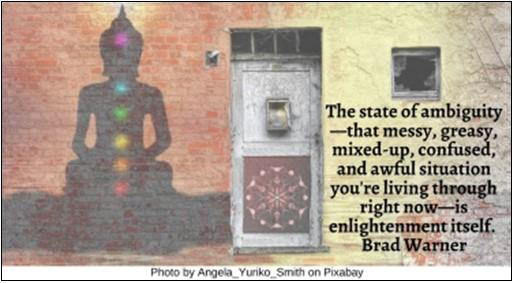 The state of ambiguity
—that messy, greasy,
mixed-up, confused,
and awful situation
you're living through
right now—is
enlightenment itself.
Brad Warner
Photo by Angela_Yuriko_Smith on Pixabay